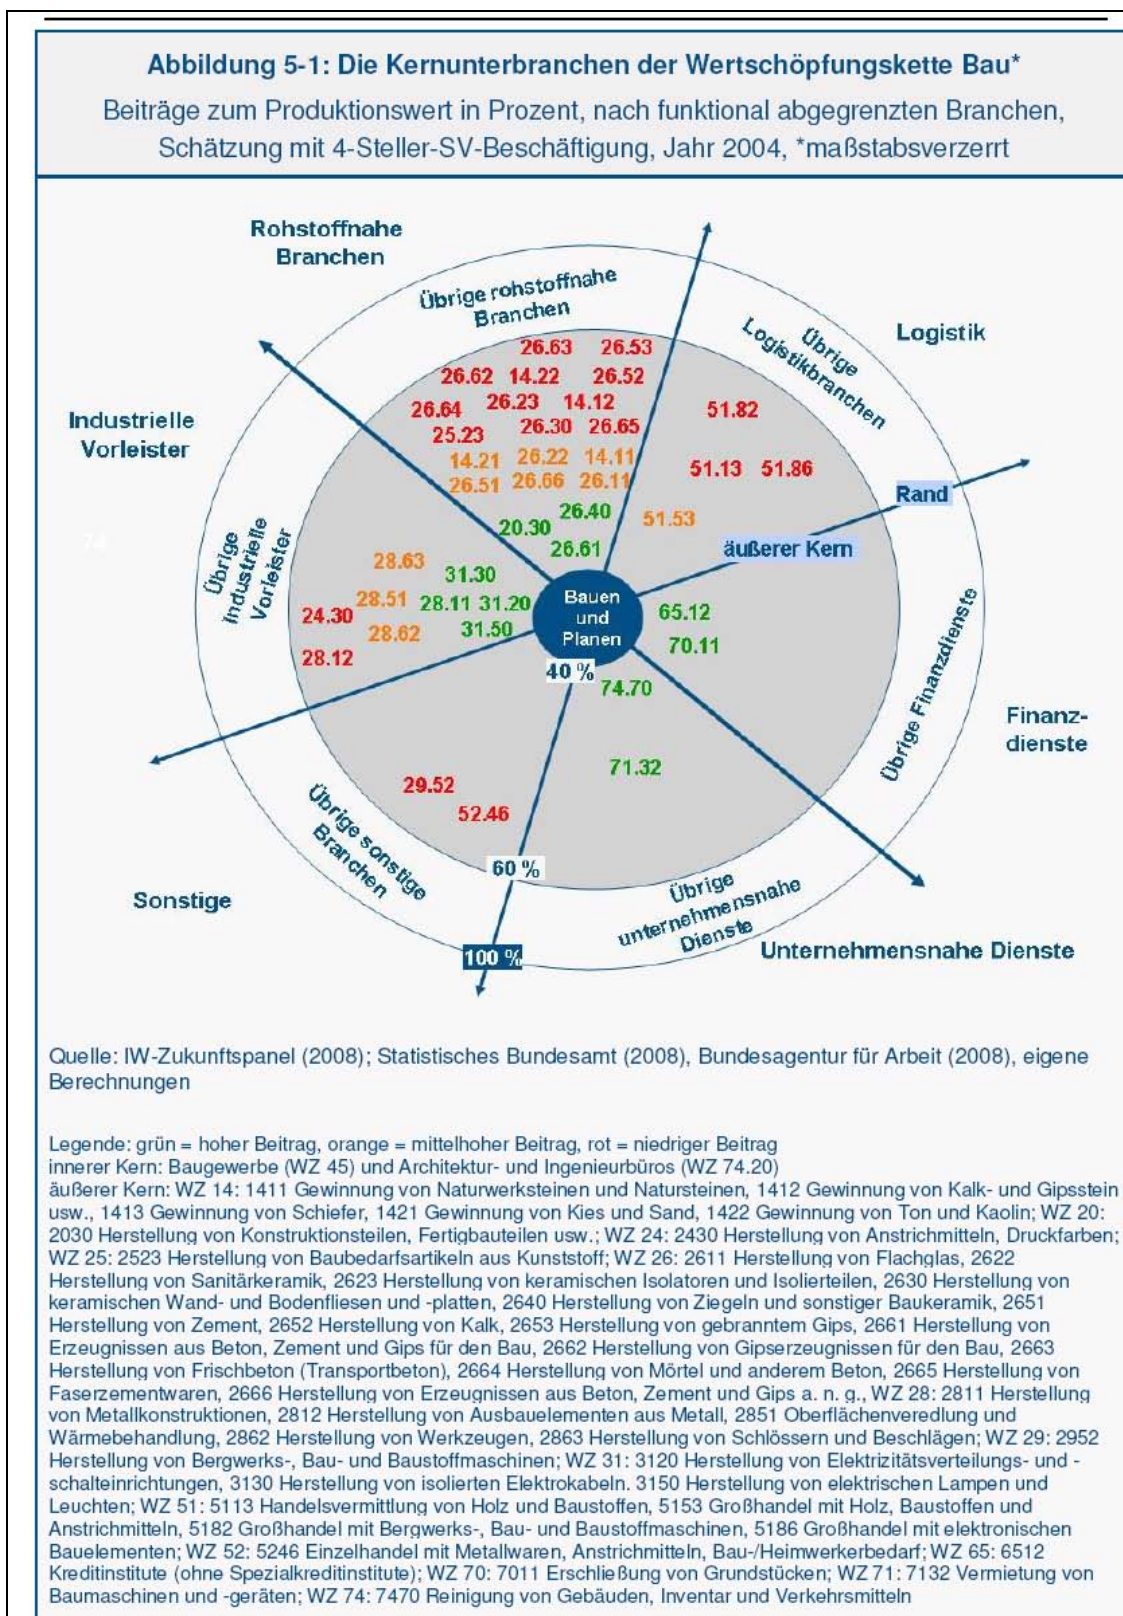 Abbildung 5-1: Die Kernunterbranchen der Wertschöpfungskette Bau*
Beiträge zum Produktionswert in Prozent, nach funktional abgegrenzten Branchen,
Schätzung mit 4-Steller-SV-Beschäftigung, Jahr 2004, *maßstabsverzerrt
Rohstoffnahe
Branchen
Übrige rohstoffnahe
Branchen
Logistik
Übrige
Logistikbranchen
Industrielle
Vorleister
Übrige
Industrielle
Vorleister
26.63 26.53
26.62 14.22 26.52
26.64 26.23 14.12
25.23 26.30 26.65
14.21 26.22 14.11
26.51 26.66 26.11
26.40
20.30
26.61
51.82
51.13 51.86
51.53
Rand
äußerer Kern
74
28.63
31.30
28.51 28.11 31.20
24.30
28.62 31.50
28.12
Bauen
und
Planen
65.12
70.11
40 %
74.70
71.32
Übrige Finanzdienste
Finanz-
dienste
29.52
52.46
Übrige sonstige
Branchen
Sonstige
60 %
Übrige
unternehmensnahe
Dienste
Unternehmensnahe Dienste
100 %
Quelle: IW-Zukunftspanel (2008); Statistisches Bundesamt (2008), Bundesagentur für Arbeit (2008), eigene
Berechnungen
Legende: grün = hoher Beitrag, orange = mittelhoher Beitrag, rot = niedriger Beitrag
innerer Kern: Baugewerbe (WZ 45) und Architektur- und Ingenieurbüros (WZ 74.20)
äußerer Kern: WZ 14: 1411 Gewinnung von Naturwerksteinen und Natursteinen, 1412 Gewinnung von Kalk- und Gipsstein
usw., 1413 Gewinnung von Schiefer, 1421 Gewinnung von Kies und Sand, 1422 Gewinnung von Ton und Kaolin; WZ 20:
2030 Herstellung von Konstruktionsteilen, Fertigbauteilen usw.; WZ 24: 2430 Herstellung von Anstrichmitteln, Druckfarben;
WZ 25: 2523 Herstellung von Baubedarfsartikeln aus Kunststoff; WZ 26: 2611 Herstellung von Flachglas, 2622
Herstellung von Sanitärkeramik, 2623 Herstellung von keramischen Isolatoren und Isolierteilen, 2630 Herstellung von
keramischen Wand- und Bodenfliesen und -platten, 2640 Herstellung von Ziegeln und sonstiger Baukeramik, 2651
Herstellung von Zement, 2652 Herstellung von Kalk, 2653 Herstellung von gebranntem Gips, 2661 Herstellung von
Erzeugnissen aus Beton, Zement und Gips für den Bau, 2662 Herstellung von Gipserzeugnissen für den Bau, 2663
Herstellung von Frischbeton (Transportbeton), 2664 Herstellung von Mörtel und anderem Beton, 2665 Herstellung von
Faserzementwaren, 2666 Herstellung von Erzeugnissen aus Beton, Zement und Gips a. n. g., WZ 28: 2811 Herstellung
von Metallkonstruktionen, 2812 Herstellung von Ausbauelementen aus Metall, 2851 Oberflächenveredlung und
Wärmebehandlung, 2862 Herstellung von Werkzeugen, 2863 Herstellung von Schlössern und Beschlägen; WZ 29: 2952
Herstellung von Bergwerks-, Bau- und Baustoffmaschinen; WZ 31: 3120 Herstellung von Elektrizitätsverteilungs- und -
schalteinrichtungen, 3130 Herstellung von isolierten Elektrokabeln. 3150 Herstellung von elektrischen Lampen und
Leuchten; WZ 51: 5113 Handelsvermittlung von Holz und Baustoffen, 5153 Großhandel mit Holz, Baustoffen und
Anstrichmitteln, 5182 Großhandel mit Bergwerks-, Bau- und Baustoffmaschinen, 5186 Großhandel mit elektronischen
Bauelementen; WZ 52: 5246 Einzelhandel mit Metallwaren, Anstrichmitteln, Bau-/Heimwerkerbedarf; WZ 65: 6512
Kreditinstitute (ohne Spezialkreditinstitute); WZ 70: 7011 Erschließung von Grundstücken; WZ 71: 7132 Vermietung von
Baumaschinen und -geräten; WZ 74: 7470 Reinigung von Gebäuden, Inventar und Verkehrsmitteln